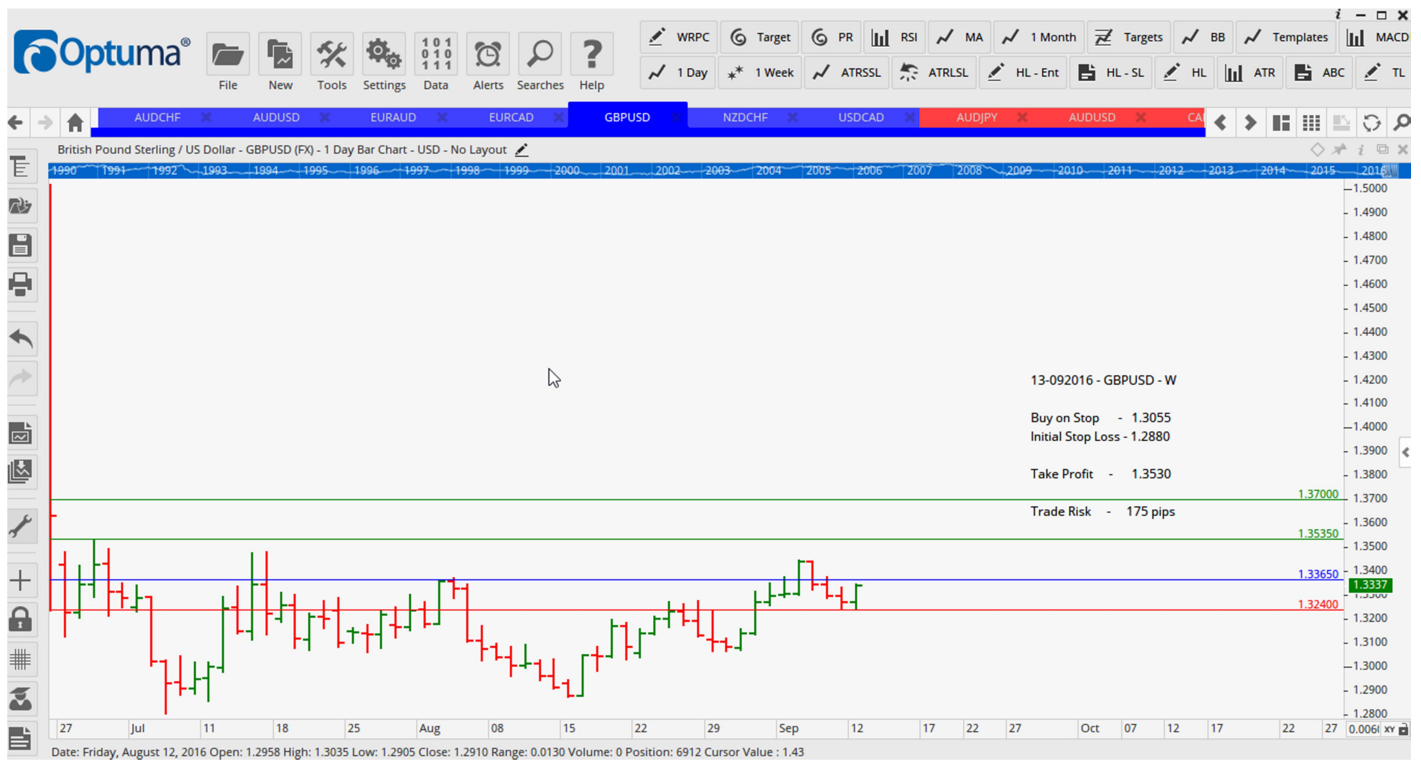 Optuma®
File New Tools Settings Data Alerts Searches Help
WRPC Target PR RSI MA 1 Month Targets BB Templates MACD
1 Day 1 Week ATRSSL ATRLSL HL - Ent HL - SL HL ATR ABC TL
AUDCHF AUDUSD EURAUD EURCAD GBPUSD NZDCHF USDCAD AUDJPY AUDUSD
British Pound Sterling / US Dollar - GBPUSD (FX) - 1 Day Bar Chart - USD - No Layout
1990 1991 1992 1993 1994 1995 1996 1997 1998 1999 2000 2001 2002 2003 2004 2005 2006 2007 2008 2009 2010 2011 2012 2013 2014 2015 2016
1.5000
1.4900
1.4800
1.4700
1.4600
1.4500
1.4400
1.4300
13-092016 - GBPUSD - W
1.4200
1.4100
Buy on Stop - 1.3055
1.4000
Initial Stop Loss - 1.2880
1.3900
Take Profit - 1.3530
1.3800
1.37000
1.3700
Trade Risk - 175 pips
1.3600
1.35350
1.3500
1.33650
1.3400
1.3337
1.32400
1.3200
1.3100
1.3000
1.2900
1.2800
27 Jul 11 18 25 Aug 08 15 22 29 Sep 12 17 22 27 Oct 07 12 17 22 27 XY
Date: Friday, August 12, 2016 Open: 1.2958 High: 1.3035 Low: 1.2905 Close: 1.2910 Range: 0.0130 Volume: 0 Position: 6912 Cursor Value : 1.43